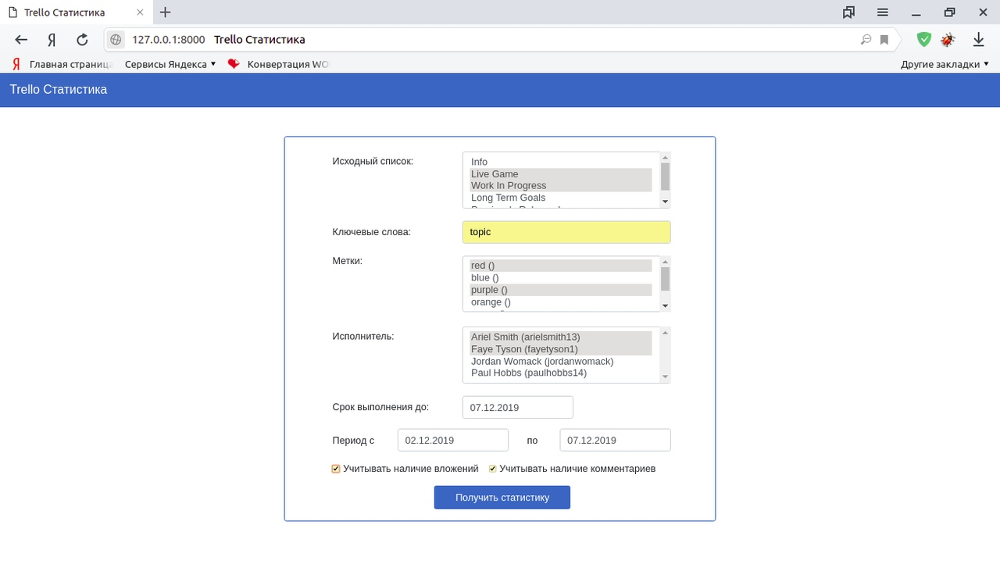 Trello Статистика
127.0.0.1:8000 Trello Статистика
Главная страница Сервисы Яндекса Конвертация WO Другие закладки
Trello Статистика
Исходный список:
Info
Live Game
Work In Progress
Long Term Goals
Ключевые слова: topic
Метки:
red ()
blue ()
purple ()
orange ()
Исполнитель:
Ariel Smith (arielsmith13)
Faye Tyson (fayetyson1)
Jordan Womack (jordanwomack)
Paul Hobbs (paulhobbs14)
Срок выполнения до: 07.12.2019
Период с 02.12.2019 по 07.12.2019
Учитывать наличие вложений Учитывать наличие комментариев
Получить статистику